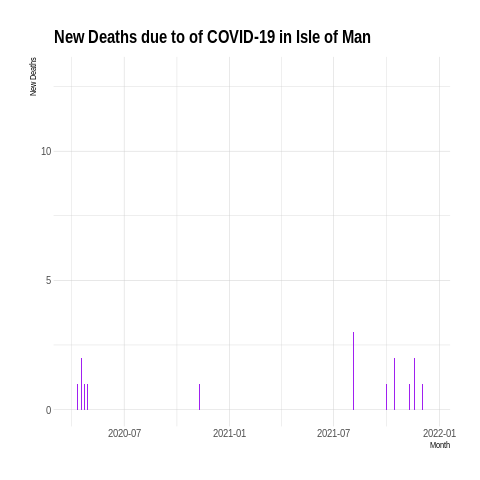 New Deaths due to of COVID-19 in Isle of Man
New Deaths
10
5
0
2020-07 2021-01 2021-07 2022-01
Month